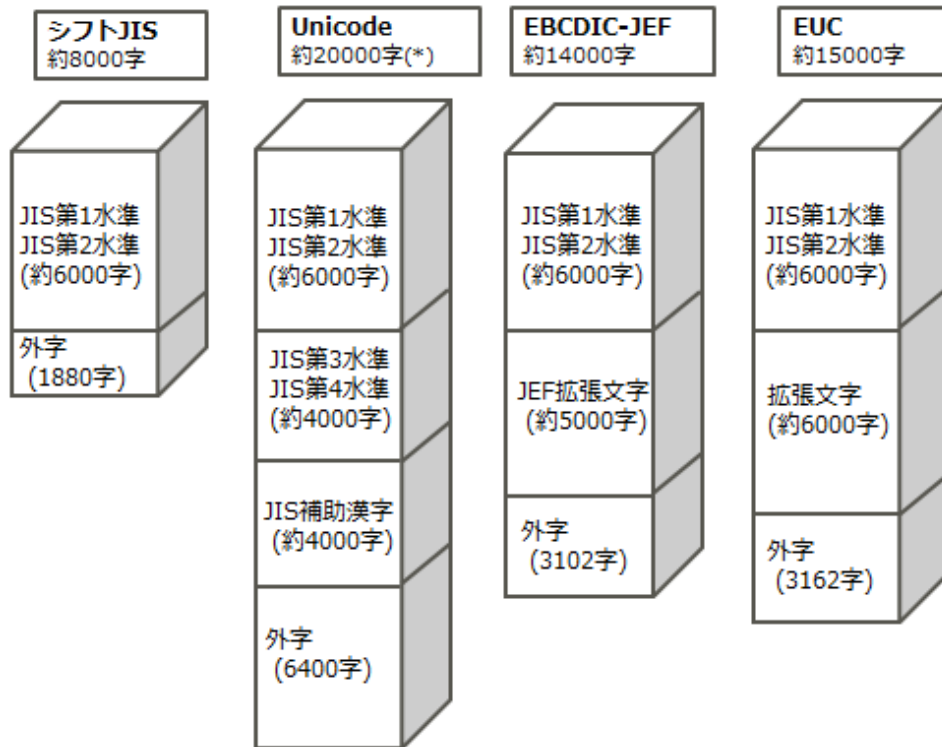 シフトJIS
約8000字
JIS第1水準
JIS第2水準
(約6000字)
外字
(1880字)
Unicode
約20000字(*)
JIS第1水準
JIS第2水準
(約6000字)
JIS第3水準
JIS第4水準
(約4000字)
JIS補助漢字
(約4000字)
外字
(6400字)
EBCDIC-JEF
約14000字
JIS第1水準
JIS第2水準
(約6000字)
JEF拡張文字
(約5000字)
外字
(3102字)
EUC
約15000字
JIS第1水準
JIS第2水準
(約6000字)
拡張文字
(約6000字)
外字
(3162字)